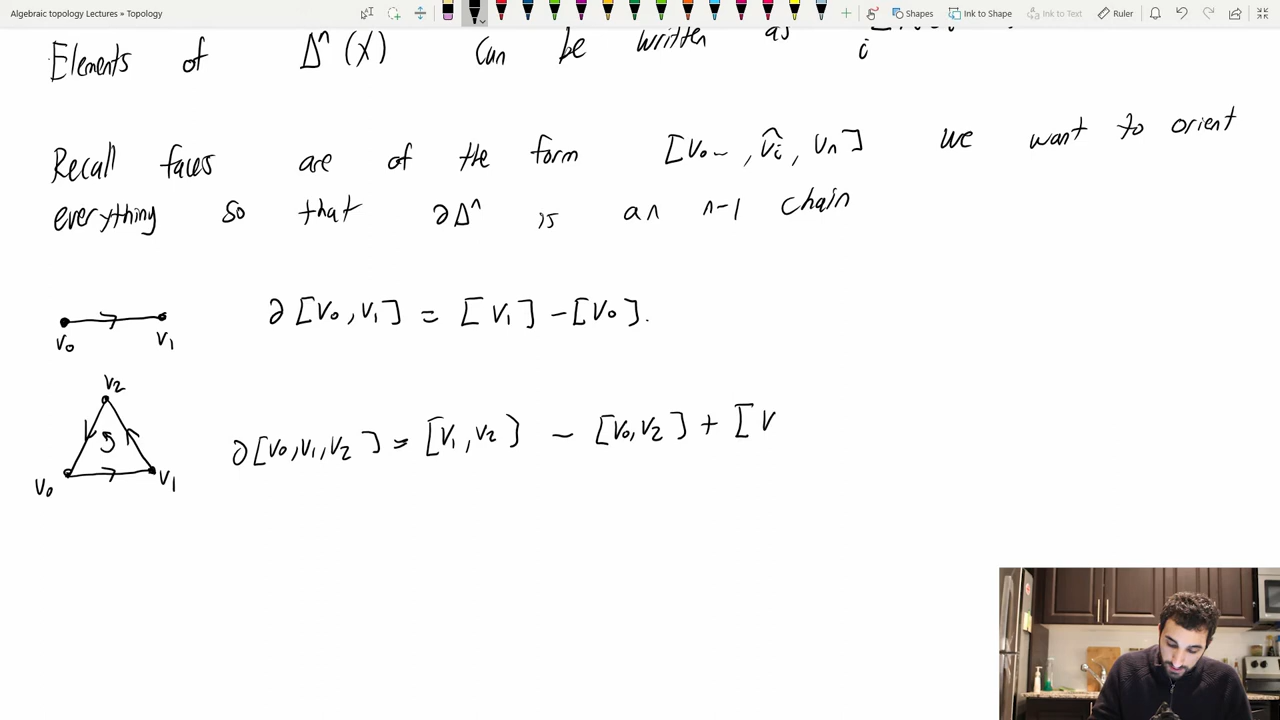 Algebraic topology Lectures » Topology
Shapes Ink to Shape Ink to Text Ruler
Elements of Δⁿ(X) can be written as
i
Recall faces are of the form [v₀–, v̂ᵢ, vₙ] we want to orient
everything so that ∂Δⁿ is an n-1 chain
∂[v₀,v₁] = [v₁] – [v₀].
v₀ v₁
v₂
∂[v₀,v₁,v₂] = [v₁,v₂] – [v₀,v₂] + [v
v₀ v₁